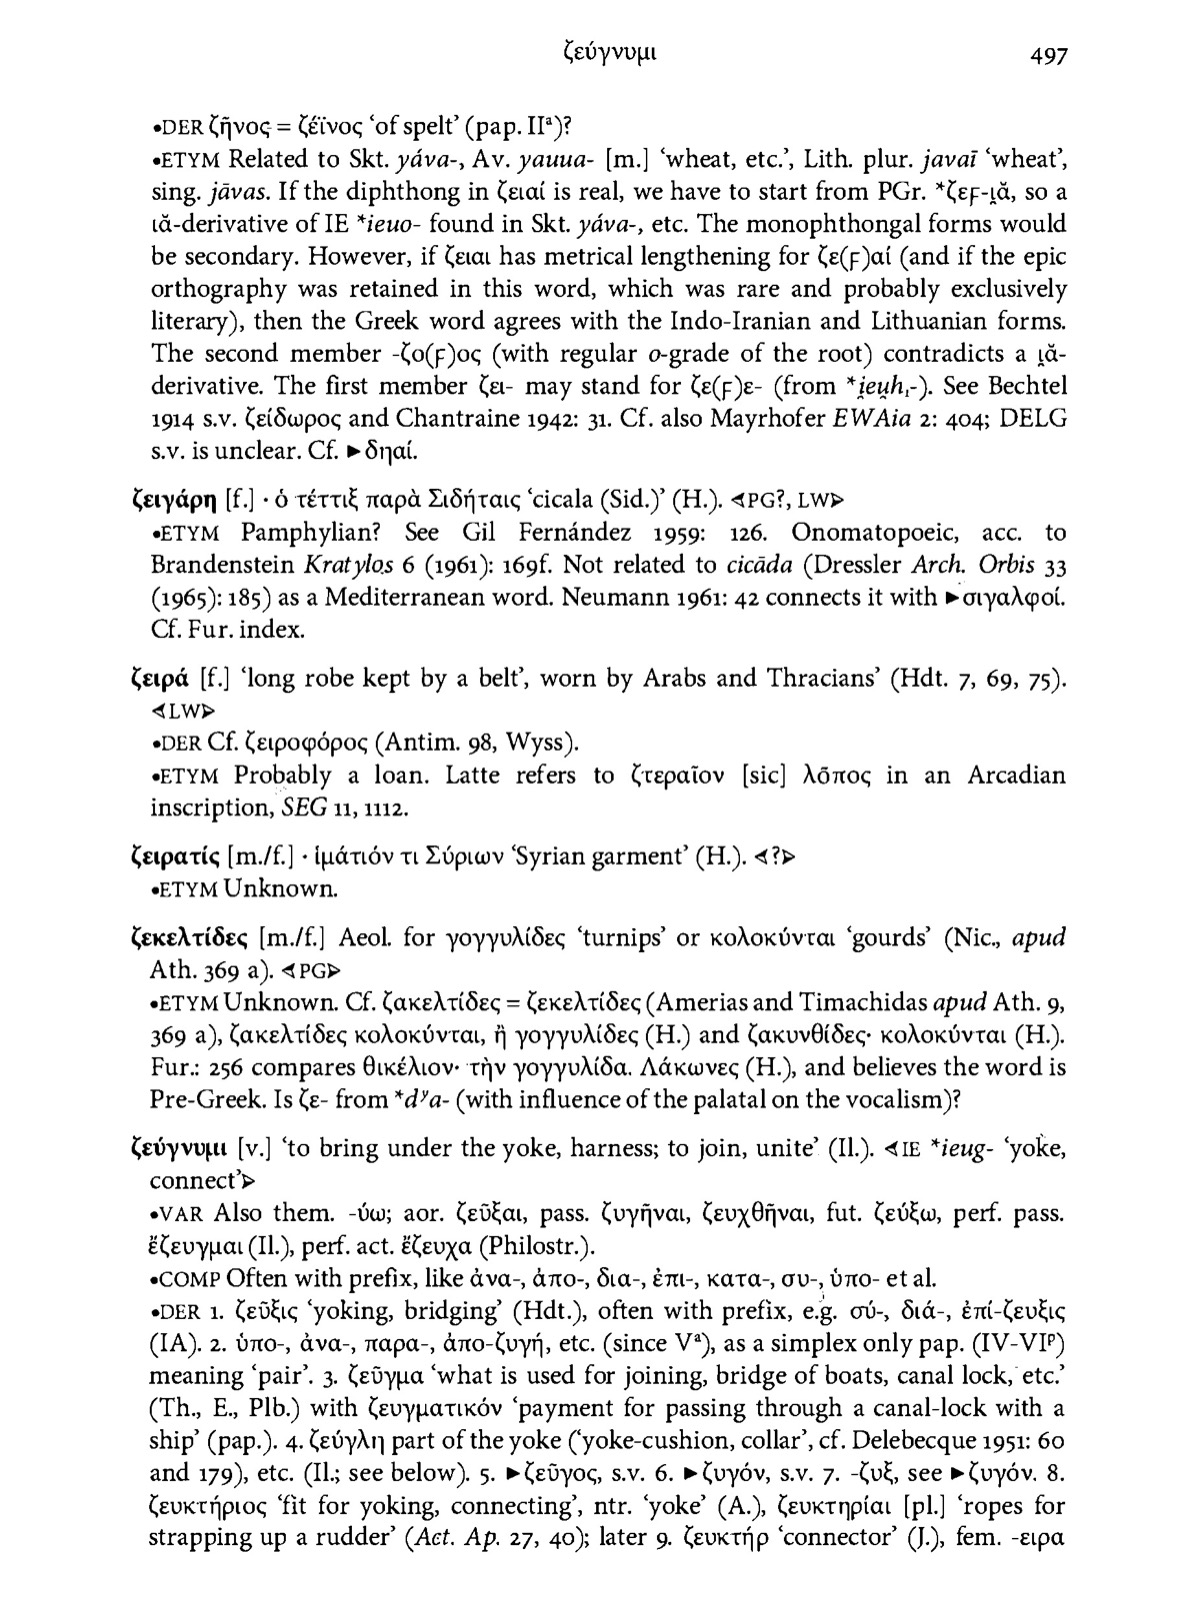 ζεύγνυμι 497
•DER ζῆνος = ζέϊνος ‘of spelt’ (pap. IIᵃ)?
•ETYM Related to Skt. yáva-, Av. yauua- [m.] ‘wheat, etc.’, Lith. plur. javaĩ ‘wheat’,
sing. jãvas. If the diphthong in ζειαί is real, we have to start from PGr. *ζεϝ-ι̯ᾰ, so a
ιᾰ-derivative of IE *ieuo- found in Skt. yáva-, etc. The monophthongal forms would
be secondary. However, if ζειαι has metrical lengthening for ζε(ϝ)αί (and if the epic
orthography was retained in this word, which was rare and probably exclusively
literary), then the Greek word agrees with the Indo-Iranian and Lithuanian forms.
The second member -ζο(ϝ)ος (with regular o-grade of the root) contradicts a ι̯ᾰ-
derivative. The first member ζει- may stand for ζε(ϝ)ε- (from *i̯eu̯h₁-). See Bechtel
1914 s.v. ζείδωρος and Chantraine 1942: 31. Cf. also Mayrhofer EWAia 2: 404; DELG
s.v. is unclear. Cf. ►δηαί.
ζειγάρη [f.] · ὁ τέττιξ παρὰ Σιδήταις ‘cicala (Sid.)’ (H.). ⊲PG?, LW⊳
•ETYM Pamphylian? See Gil Fernández 1959: 126. Onomatopoeic, acc. to
Brandenstein Kratylos 6 (1961): 169f. Not related to cicāda (Dressler Arch. Orbis 33
(1965): 185) as a Mediterranean word. Neumann 1961: 42 connects it with ►σιγαλφοί.
Cf. Fur. index.
ζειρά [f.] ‘long robe kept by a belt’, worn by Arabs and Thracians’ (Hdt. 7, 69, 75).
⊲LW⊳
•DER Cf. ζειροφόρος (Antim. 98, Wyss).
•ETYM Probably a loan. Latte refers to ζτεραῖον [sic] λõπος in an Arcadian
inscription, SEG 11, 1112.
ζειρατίς [m./f.] · ἱμάτιόν τι Σύριων ‘Syrian garment’ (H.). ⊲?⊳
•ETYM Unknown.
ζεκελτίδες [m./f.] Aeol. for γογγυλίδες ‘turnips’ or κολοκύνται ‘gourds’ (Nic., apud
Ath. 369 a). ⊲PG⊳
•ETYM Unknown. Cf. ζακελτίδες = ζεκελτίδες (Amerias and Timachidas apud Ath. 9,
369 a), ζακελτίδες κολοκύνται, ἢ γογγυλίδες (H.) and ζακυνθίδες· κολοκύνται (H.).
Fur.: 256 compares θικέλιον· τὴν γογγυλίδα. Λάκωνες (H.), and believes the word is
Pre-Greek. Is ζε- from *dʸa- (with influence of the palatal on the vocalism)?
ζεύγνυμι [v.] ‘to bring under the yoke, harness; to join, unite’ (Il.). ⊲IE *ieug- ‘yoke,
connect’⊳
•VAR Also them. -ύω; aor. ζεῦξαι, pass. ζυγῆναι, ζευχθῆναι, fut. ζεύξω, perf. pass.
ἔζευγμαι (Il.), perf. act. ἔζευχα (Philostr.).
•COMP Often with prefix, like ἀνα-, ἀπο-, δια-, ἐπι-, κατα-, συ-, ὑπο- et al.
•DER 1. ζεῦξις ‘yoking, bridging’ (Hdt.), often with prefix, e.g. σύ-, διά-, ἐπί-ζευξις
(IA). 2. ὑπο-, ἀνα-, παρα-, ἀπο-ζυγή, etc. (since Vᵃ), as a simplex only pap. (IV-VIᵖ)
meaning ‘pair’. 3. ζεῦγμα ‘what is used for joining, bridge of boats, canal lock, etc.’
(Th., E., Plb.) with ζευγματικόν ‘payment for passing through a canal-lock with a
ship’ (pap.). 4. ζεύγλη part of the yoke (‘yoke-cushion, collar’, cf. Delebecque 1951: 60
and 179), etc. (Il.; see below). 5. ►ζεῦγος, s.v. 6. ►ζυγόν, s.v. 7. -ζυξ, see ►ζυγόν. 8.
ζευκτήριος ‘fit for yoking, connecting’, ntr. ‘yoke’ (A.), ζευκτηρίαι [pl.] ‘ropes for
strapping up a rudder’ (Act. Ap. 27, 40); later 9. ζευκτήρ ‘connector’ (J.), fem. -ειρα